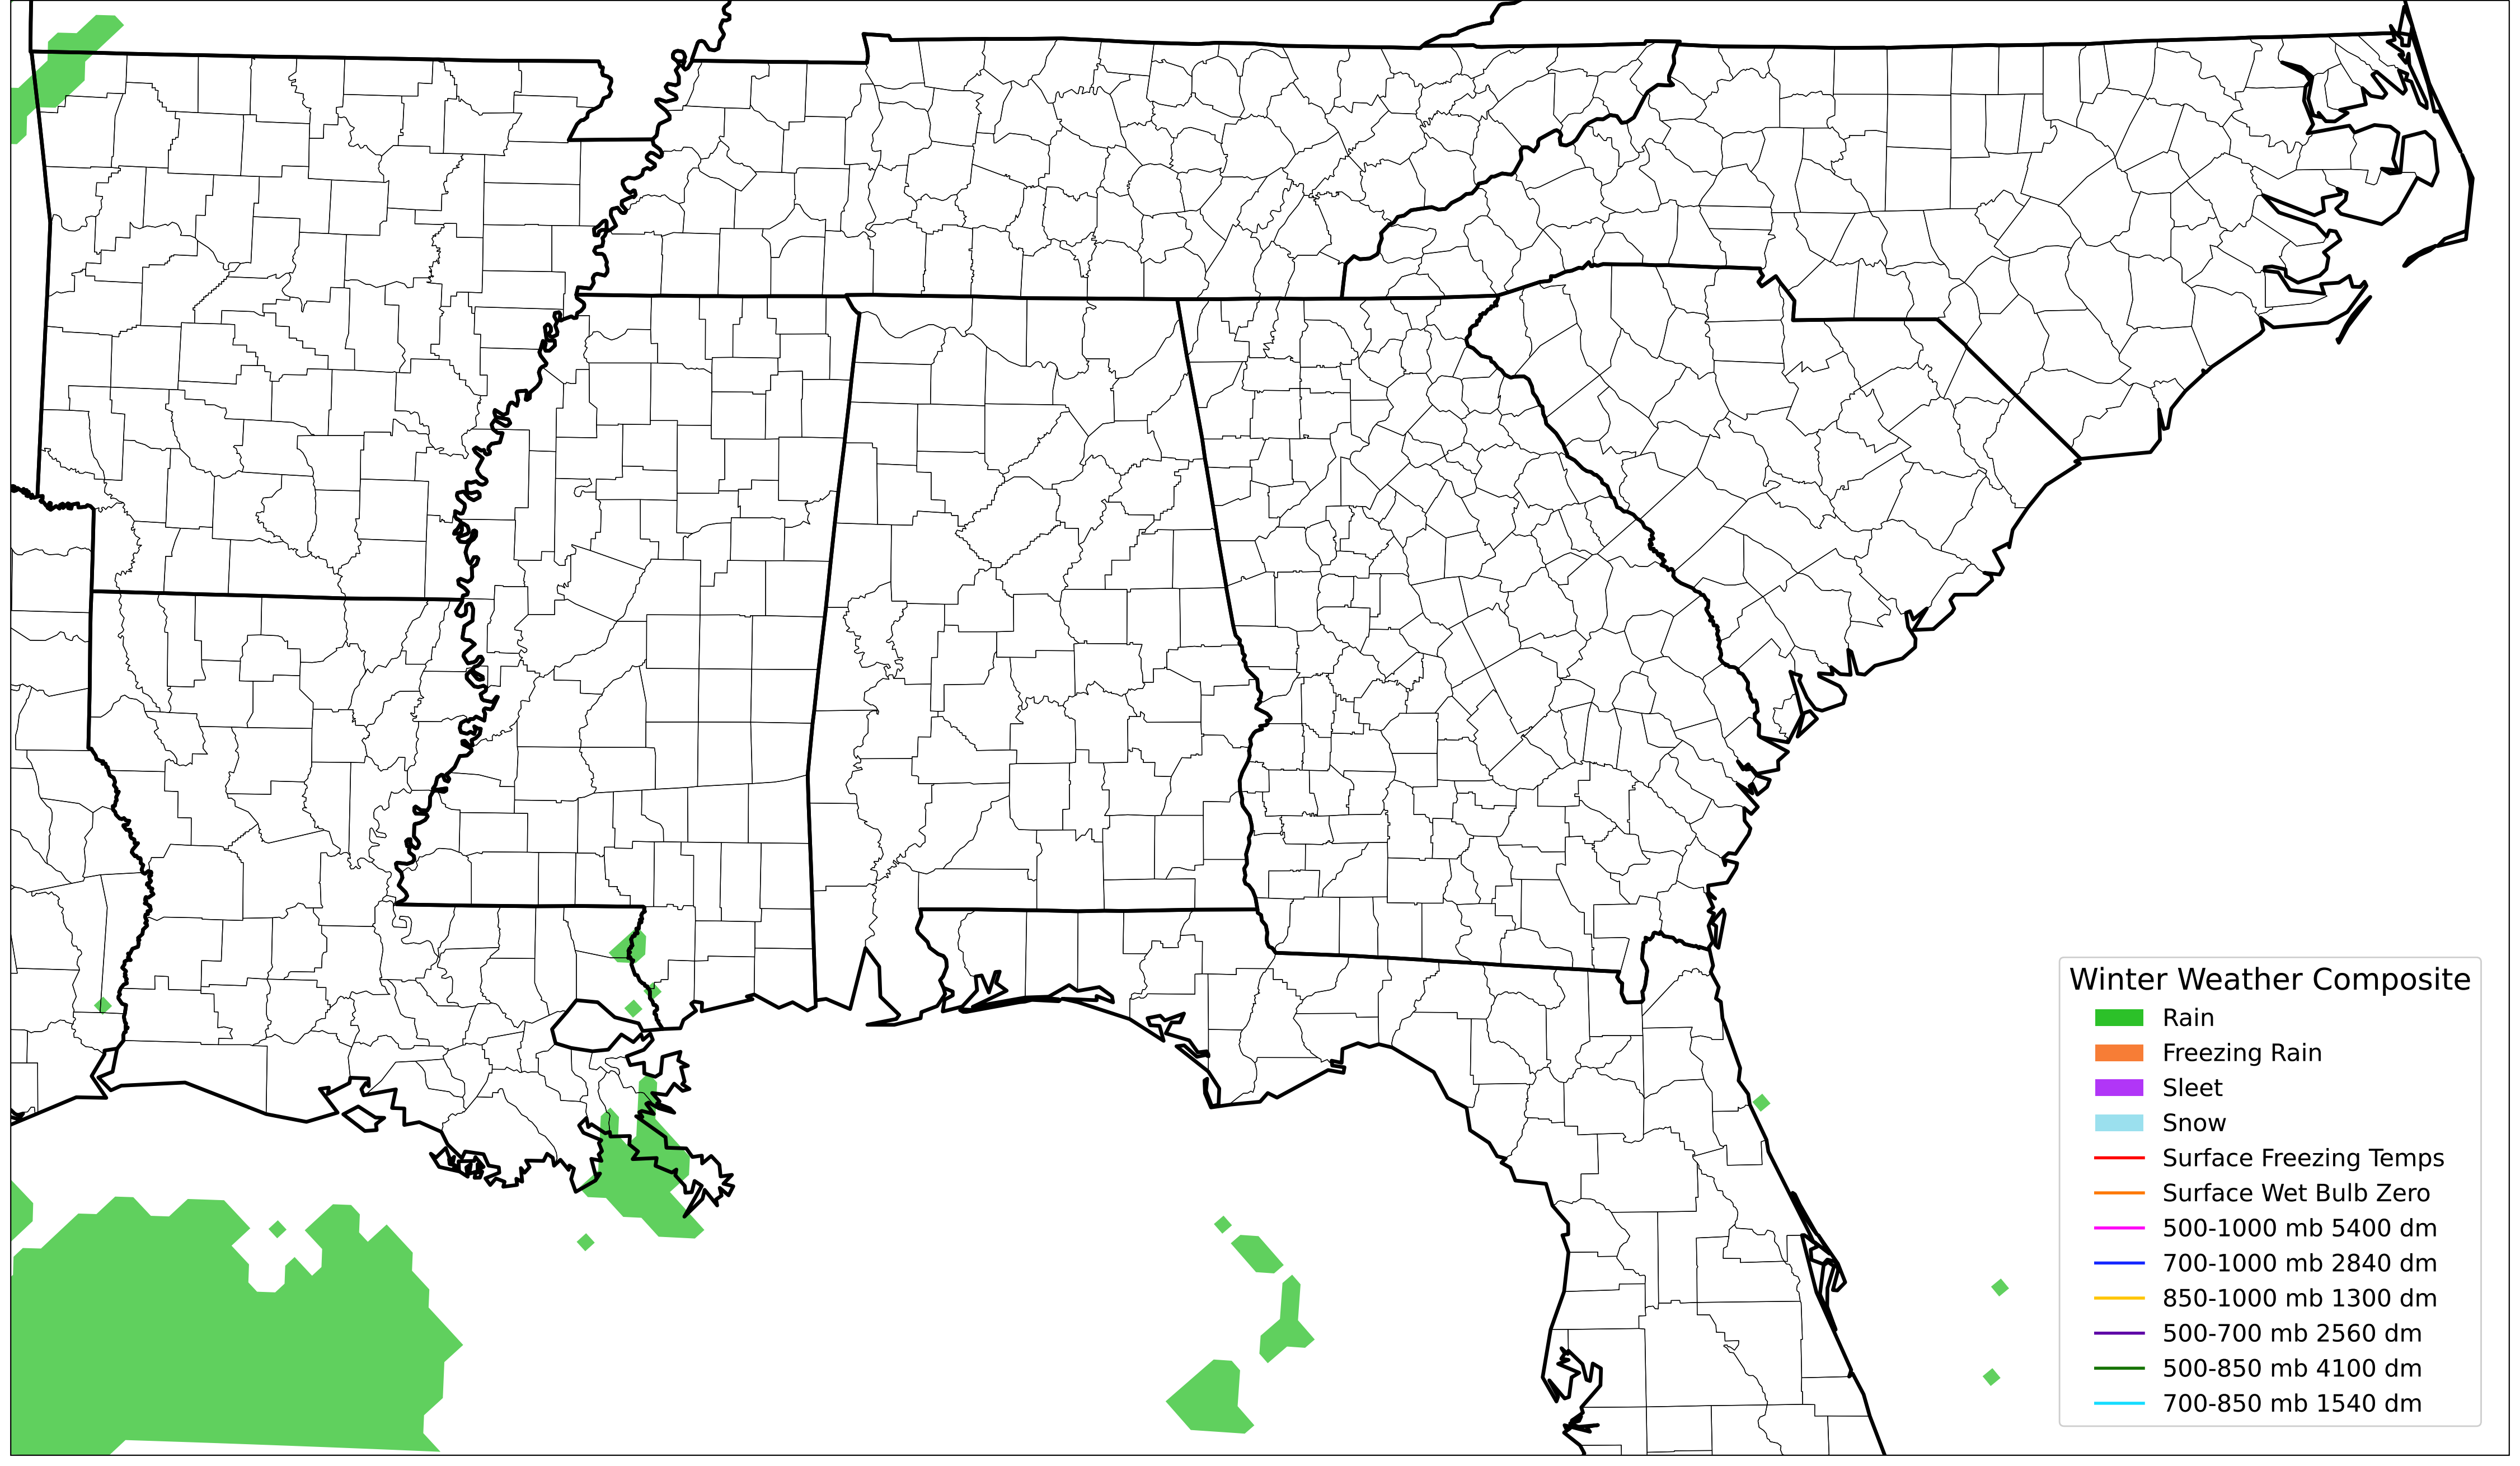 Winter Weather Composite
Rain
Freezing Rain
Sleet
Snow
Surface Freezing Temps
Surface Wet Bulb Zero
500-1000 mb 5400 dm
700-1000 mb 2840 dm
850-1000 mb 1300 dm
500-700 mb 2560 dm
500-850 mb 4100 dm
700-850 mb 1540 dm